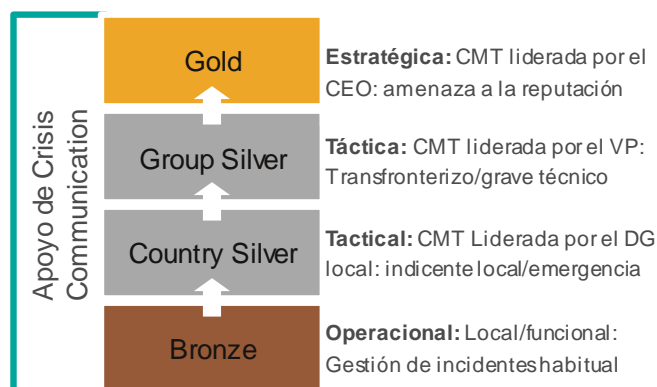 Apoyo de Crisis
Communication
Gold
Estratégica: CMT liderada por el
CEO: amenaza a la reputación
Group Silver
Táctica: CMT liderada por el VP:
Transfronterizo/grave técnico
Country Silver
Tactical: CMT Liderada por el DG
local: indicente local/emergencia
Bronze
Operacional: Local/funcional:
Gestión de incidentes habitual